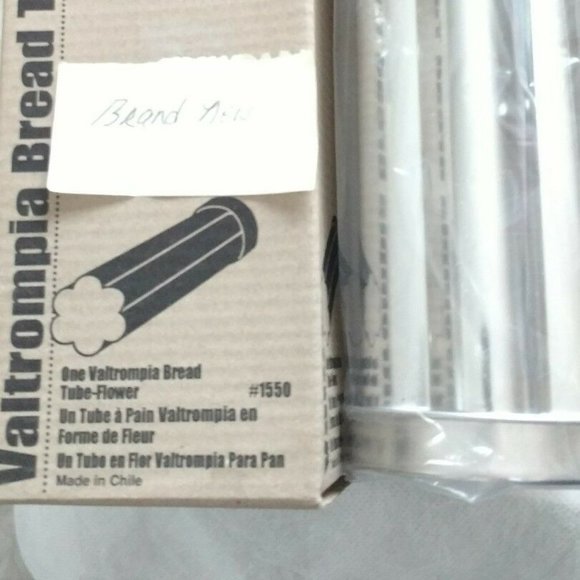 Valtrompia Bread
Brand New
One Valtrompia Bread
Tube-Flower #1550
Un Tube à Pain Valtrompia en
Forme de Fleur
Un Tubo en Flor Valtrompia Para Pan
Made in Chile